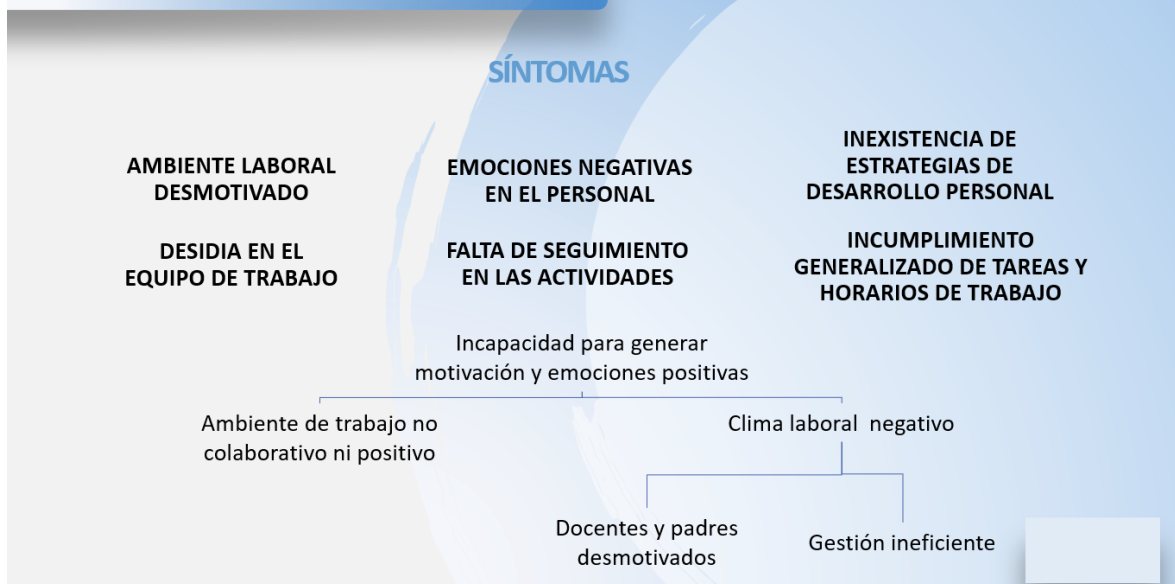 SÍNTOMAS
AMBIENTE LABORAL
DESMOTIVADO
EMOCIONES NEGATIVAS
EN EL PERSONAL
INEXISTENCIA DE
ESTRATEGIAS DE
DESARROLLO PERSONAL
DESIDIA EN EL
EQUIPO DE TRABAJO
FALTA DE SEGUIMIENTO
EN LAS ACTIVIDADES
INCUMPLIMIENTO
GENERALIZADO DE TAREAS Y
HORARIOS DE TRABAJO
Incapacidad para generar
motivación y emociones positivas
Ambiente de trabajo no
colaborativo ni positivo
Clima laboral negativo
Docentes y padres
desmotivados
Gestión ineficiente